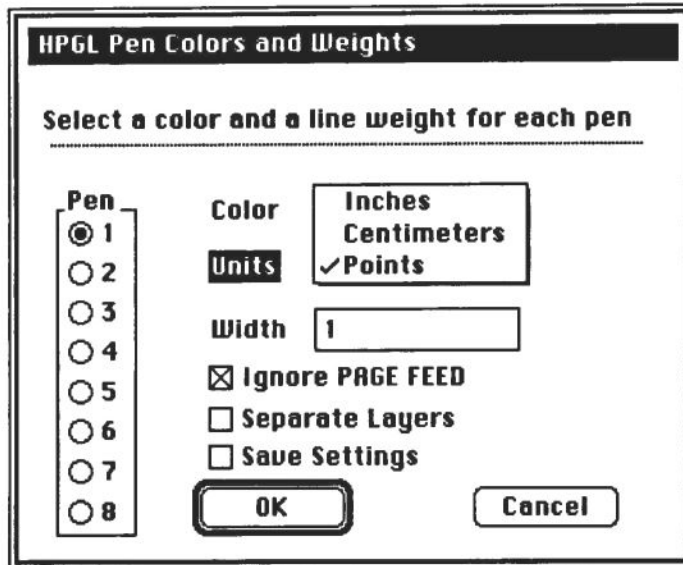 HPGL Pen Colors and Weights
Select a color and a line weight for each pen
Pen
1
2
3
4
5
6
7
8
Color
Inches
Centimeters
✓Points
Units
Width 1
Ignore PAGE FEED
Separate Layers
Save Settings
OK Cancel